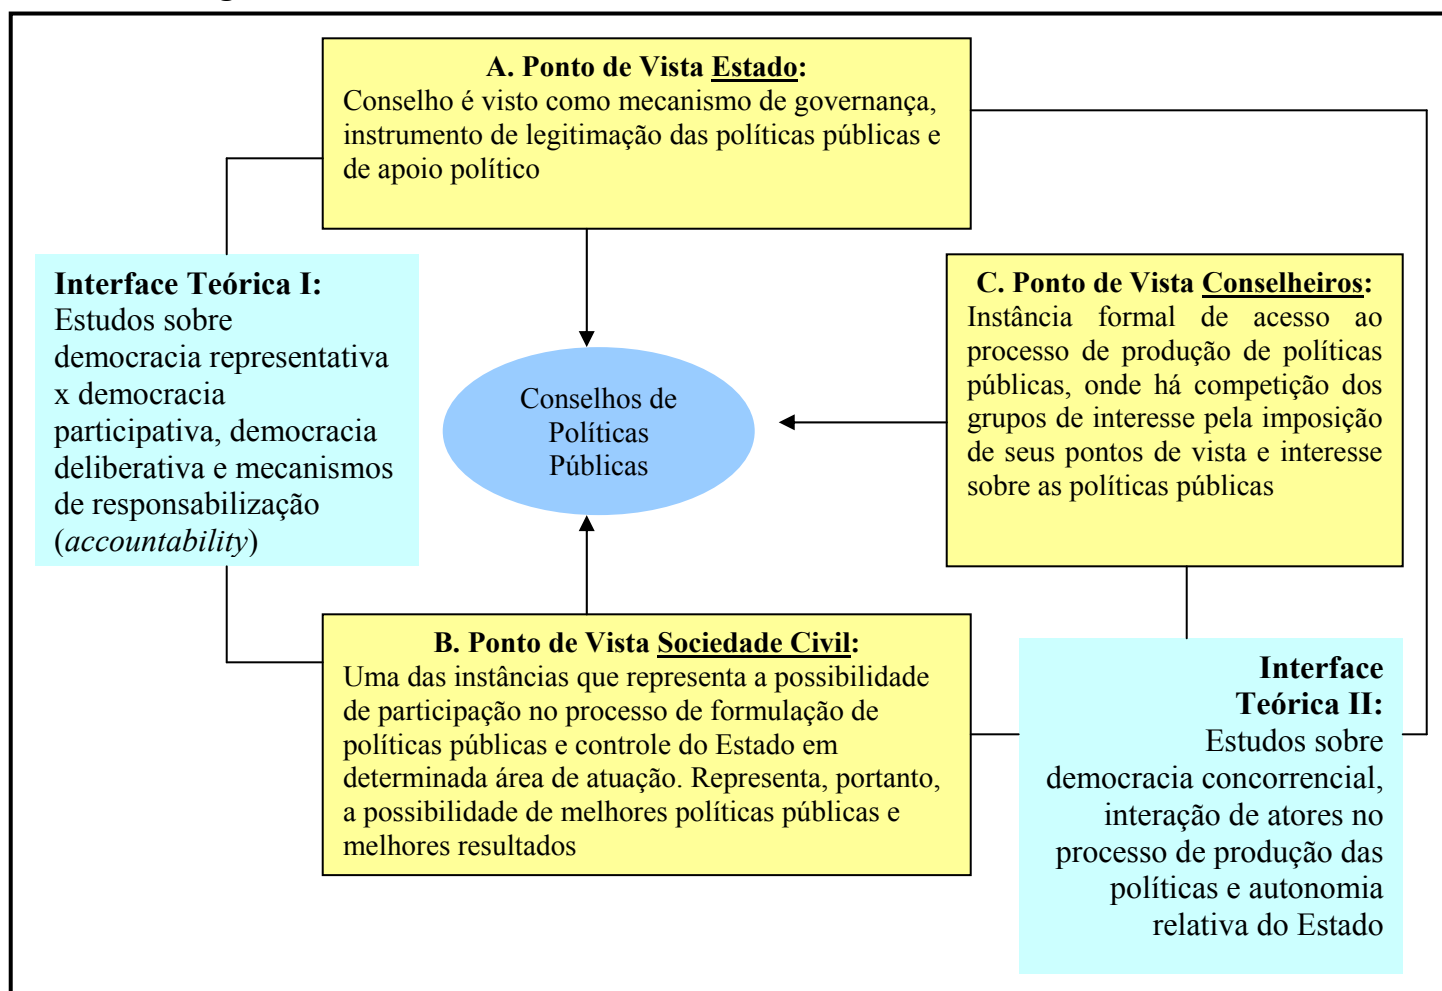 A. Ponto de Vista Estado:
Conselho é visto como mecanismo de governança,
instrumento de legitimação das políticas públicas e
de apoio político
Interface Teórica I:
Estudos sobre
democracia representativa
x democracia
participativa, democracia
deliberativa e mecanismos
de responsabilização
(accountability)
Conselhos de
Políticas
Públicas
C. Ponto de Vista Conselheiros:
Instância formal de acesso ao
processo de produção de políticas
públicas, onde há competição dos
grupos de interesse pela imposição
de seus pontos de vista e interesse
sobre as políticas públicas
B. Ponto de Vista Sociedade Civil:
Uma das instâncias que representa a possibilidade
de participação no processo de formulação de
políticas públicas e controle do Estado em
determinada área de atuação. Representa, portanto,
a possibilidade de melhores políticas públicas e
melhores resultados
Interface
Teórica II:
Estudos sobre
democracia concorrencial,
interação de atores no
processo de produção das
políticas e autonomia
relativa do Estado